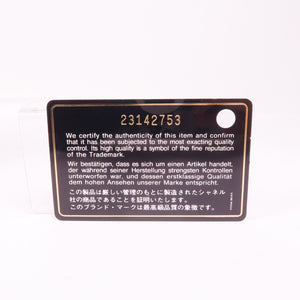 23142753
We certify the authenticity of this item and confirm
that it has been subjected to the most exacting quality
control. Its high quality is a symbol of the fine reputation
of the Trademark.
Wir bestätigen, dass es sich um einen Artikel handelt,
der während seiner Herstellung strengsten Kontrollen
unterworfen war, und dessen erstklassige Qualität
dem hohen Ansehen unserer Marke entspricht.
この製品は厳しい管理のもとに製造されたシャネル
社の商品であることを証明いたします。
このブランド・マークは最高級品質の象徴です。